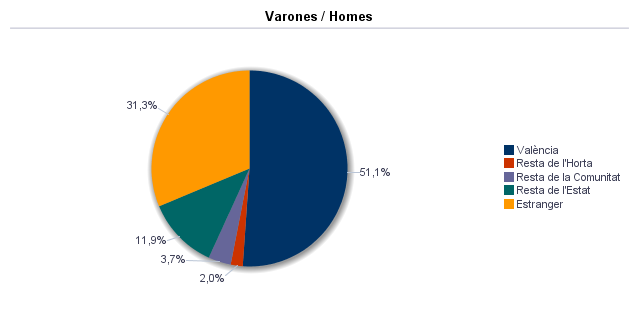 Varones / Homes
31,3%
51,1%
11,9%
3,7%
2,0%
València
Resta de l'Horta
Resta de la Comunitat
Resta de l'Estat
Estranger